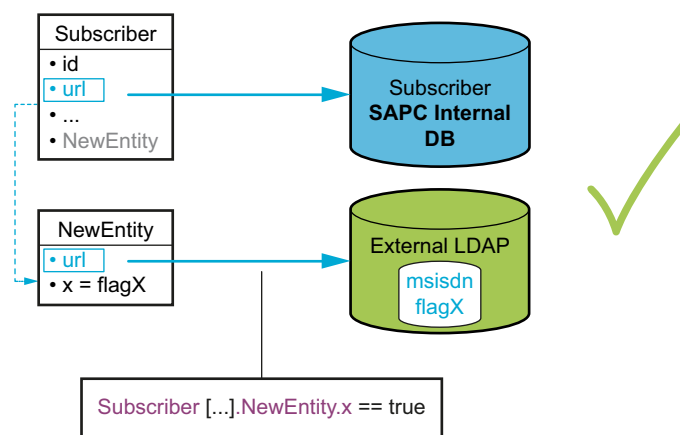 Subscriber
• id
• url
• ...
• NewEntity
Subscriber
SAPC Internal
DB
NewEntity
• url
• x = flagX
External LDAP
msisdn
flagX
Subscriber [...].NewEntity.x == true